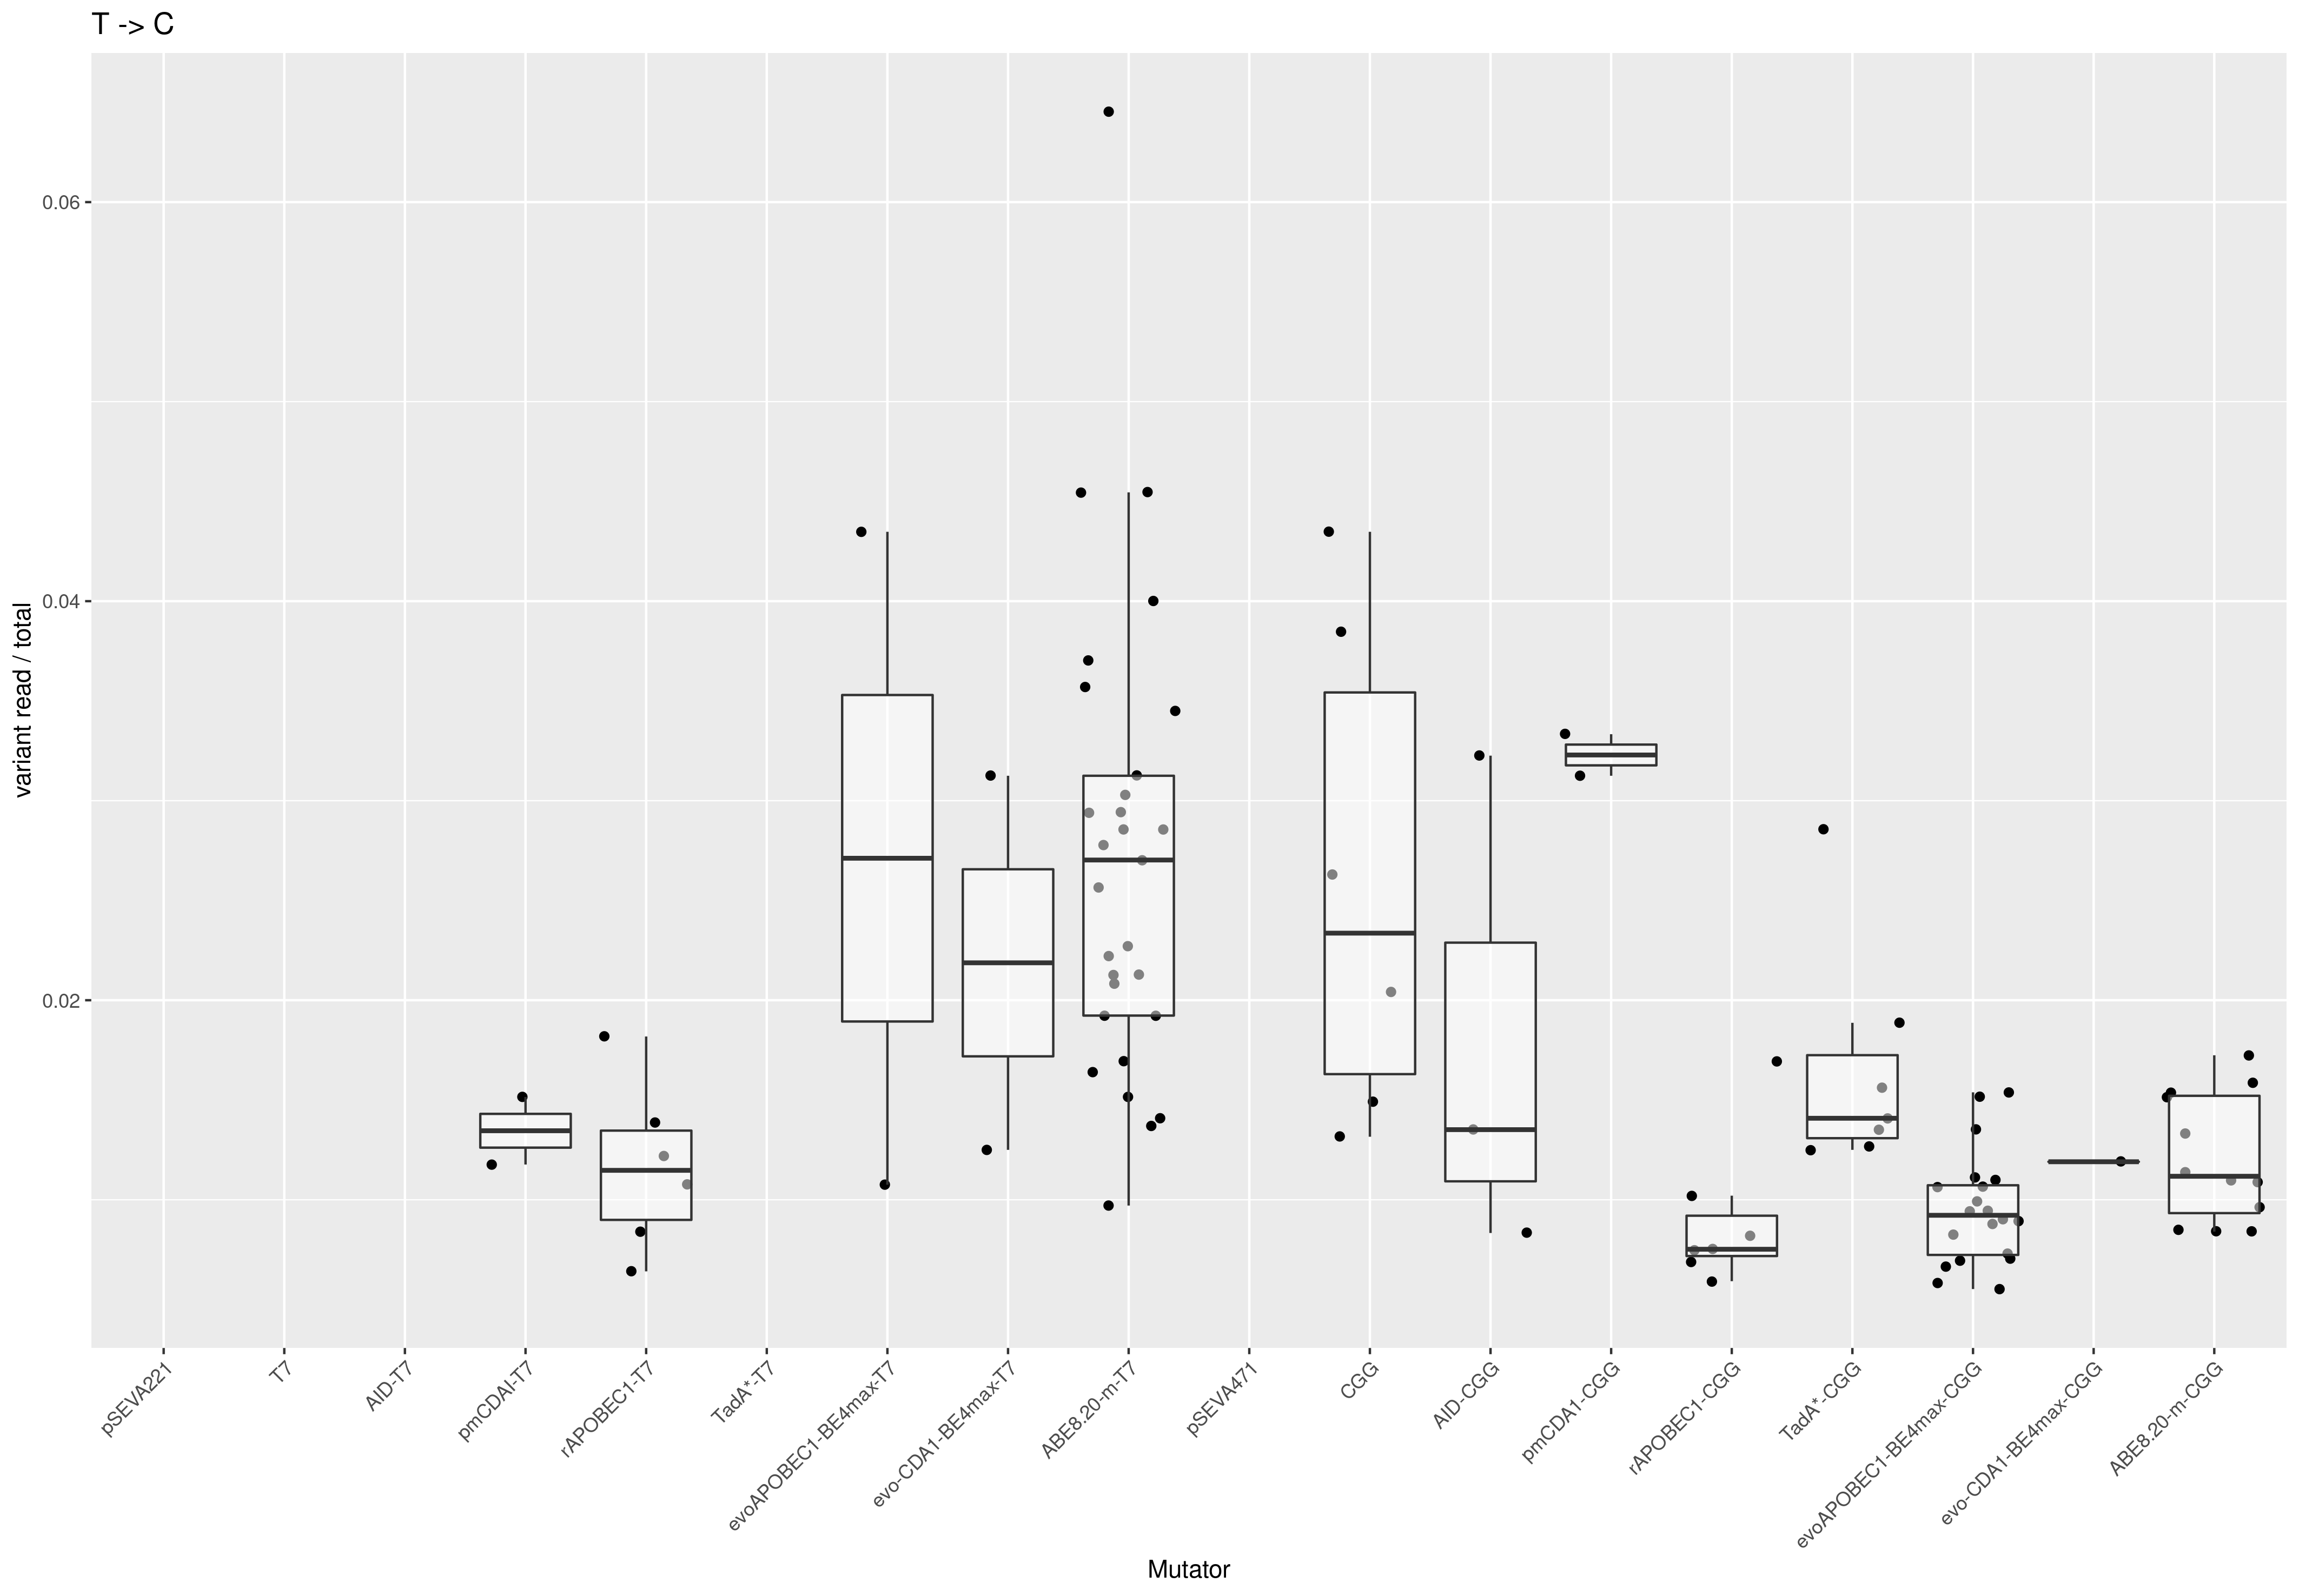 T -> C
variant read / total
0.06
0.04
0.02
pSEVA221
T7
AID-T7
pmCDAI-T7
rAPOBEC1-T7
TadA*-T7
evoAPOBEC1-BE4max-T7
evo-CDA1-BE4max-T7
ABE8.20-m-T7
pSEVA471
CGG
AID-CGG
pmCDA1-CGG
rAPOBEC1-CGG
TadA*-CGG
evoAPOBEC1-BE4max-CGG
evo-CDA1-BE4max-CGG
ABE8.20-m-CGG
Mutator